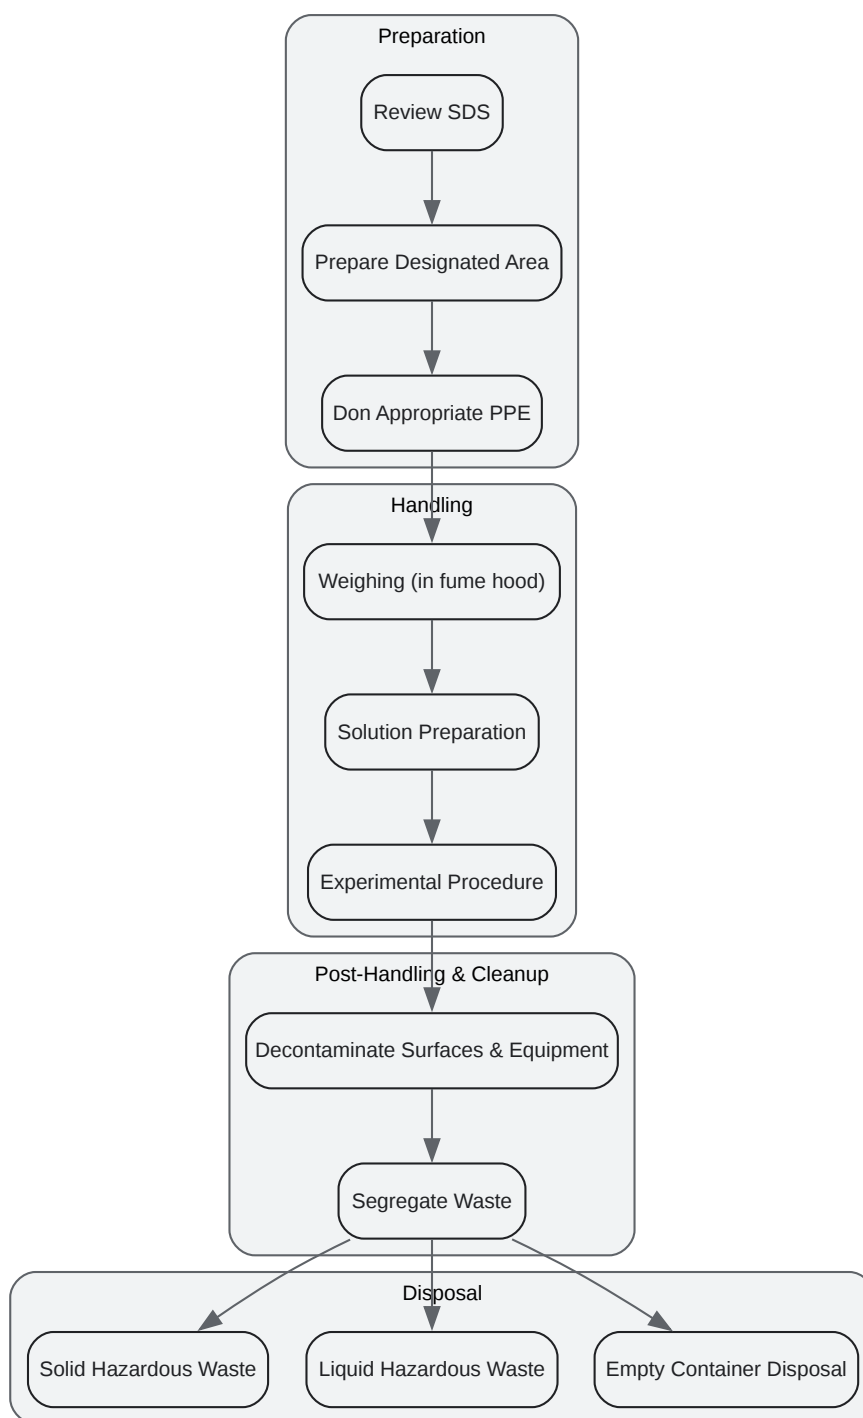 Preparation
Review SDS
Prepare Designated Area
Don Appropriate PPE
Handling
Weighing (in fume hood)
Solution Preparation
Experimental Procedure
Post-Handling & Cleanup
Decontaminate Surfaces & Equipment
Segregate Waste
Disposal
Solid Hazardous Waste
Liquid Hazardous Waste
Empty Container Disposal